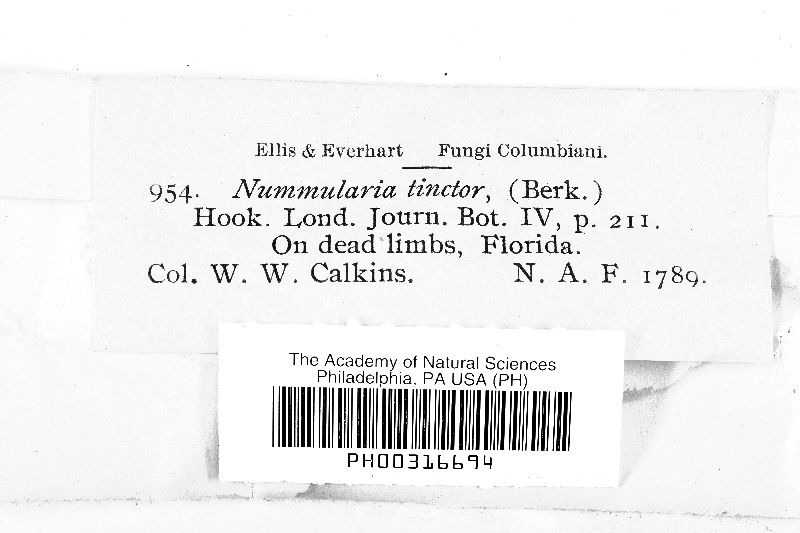 Ellis & Everhart Fungi Columbiani.
954. Nummularia tinctor, (Berk.)
Hook. Lond. Journ. Bot. IV, p. 211.
On dead limbs, Florida.
Col. W. W. Calkins. N. A. F. 1789.
The Academy of Natural Sciences
Philadelphia, PA USA (PH)
PH00316694